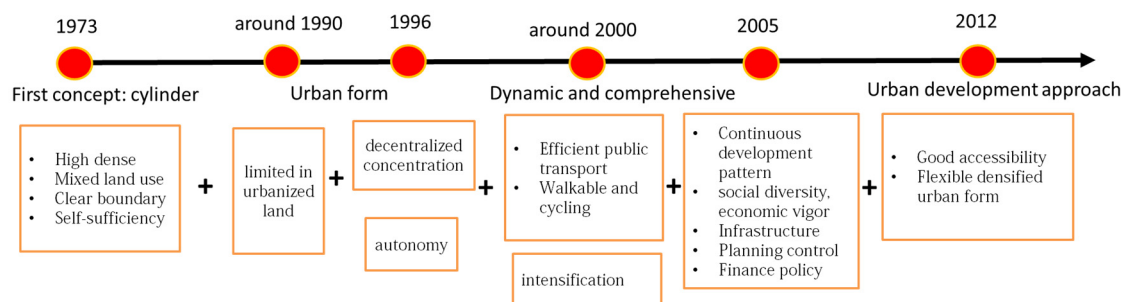 1973
around 1990
1996
around 2000
2005
2012
First concept: cylinder
Urban form
Dynamic and comprehensive
Urban development approach
• High dense
• Mixed land use
• Clear boundary
• Self-sufficiency
+
limited in
urbanized
land
+
decentralized
concentration
autonomy
+
• Efficient public
transport
• Walkable and
cycling
intensification
+
• Continuous
development
pattern
• social diversity,
economic vigor
• Infrastructure
• Planning control
• Finance policy
+
• Good accessibility
• Flexible densified
urban form